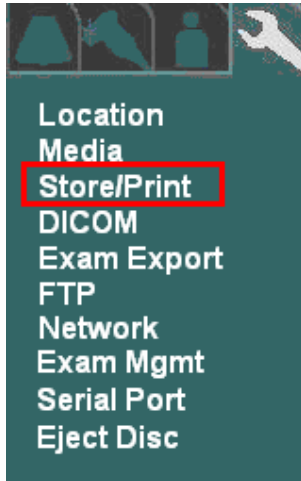 Location
Media
Store/Print
DICOM
Exam Export
FTP
Network
Exam Mgmt
Serial Port
Eject Disc